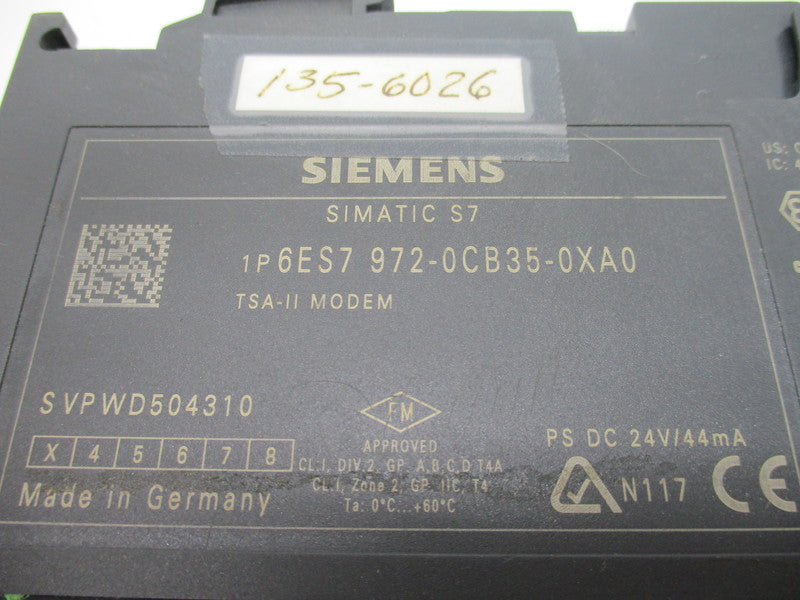 135-6026
SIEMENS
US:
IC:
SIMATIC S7
1P 6ES7 972-0CB35-0XA0
TSA-II MODEM
SVPWD504310
FM
APPROVED
PS DC 24V/44mA
X 4 5 6 7 8
CL.I, DIV.2, GP. A,B,C,D T4A
CL.I, Zone 2, GP. IIC, T4
N117
CE
Made in Germany
Ta: 0°C...+60°C